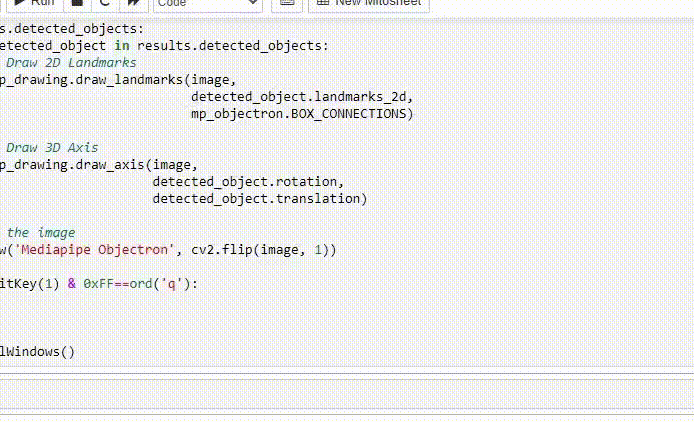 Run Code New Mitosheet
s.detected_objects:
etected_object in results.detected_objects:
Draw 2D Landmarks
p_drawing.draw_landmarks(image,
detected_object.landmarks_2d,
mp_objectron.BOX_CONNECTIONS)
Draw 3D Axis
p_drawing.draw_axis(image,
detected_object.rotation,
detected_object.translation)
the image
w('Mediapipe Objectron', cv2.flip(image, 1))
itKey(1) & 0xFF==ord('q'):
lWindows()